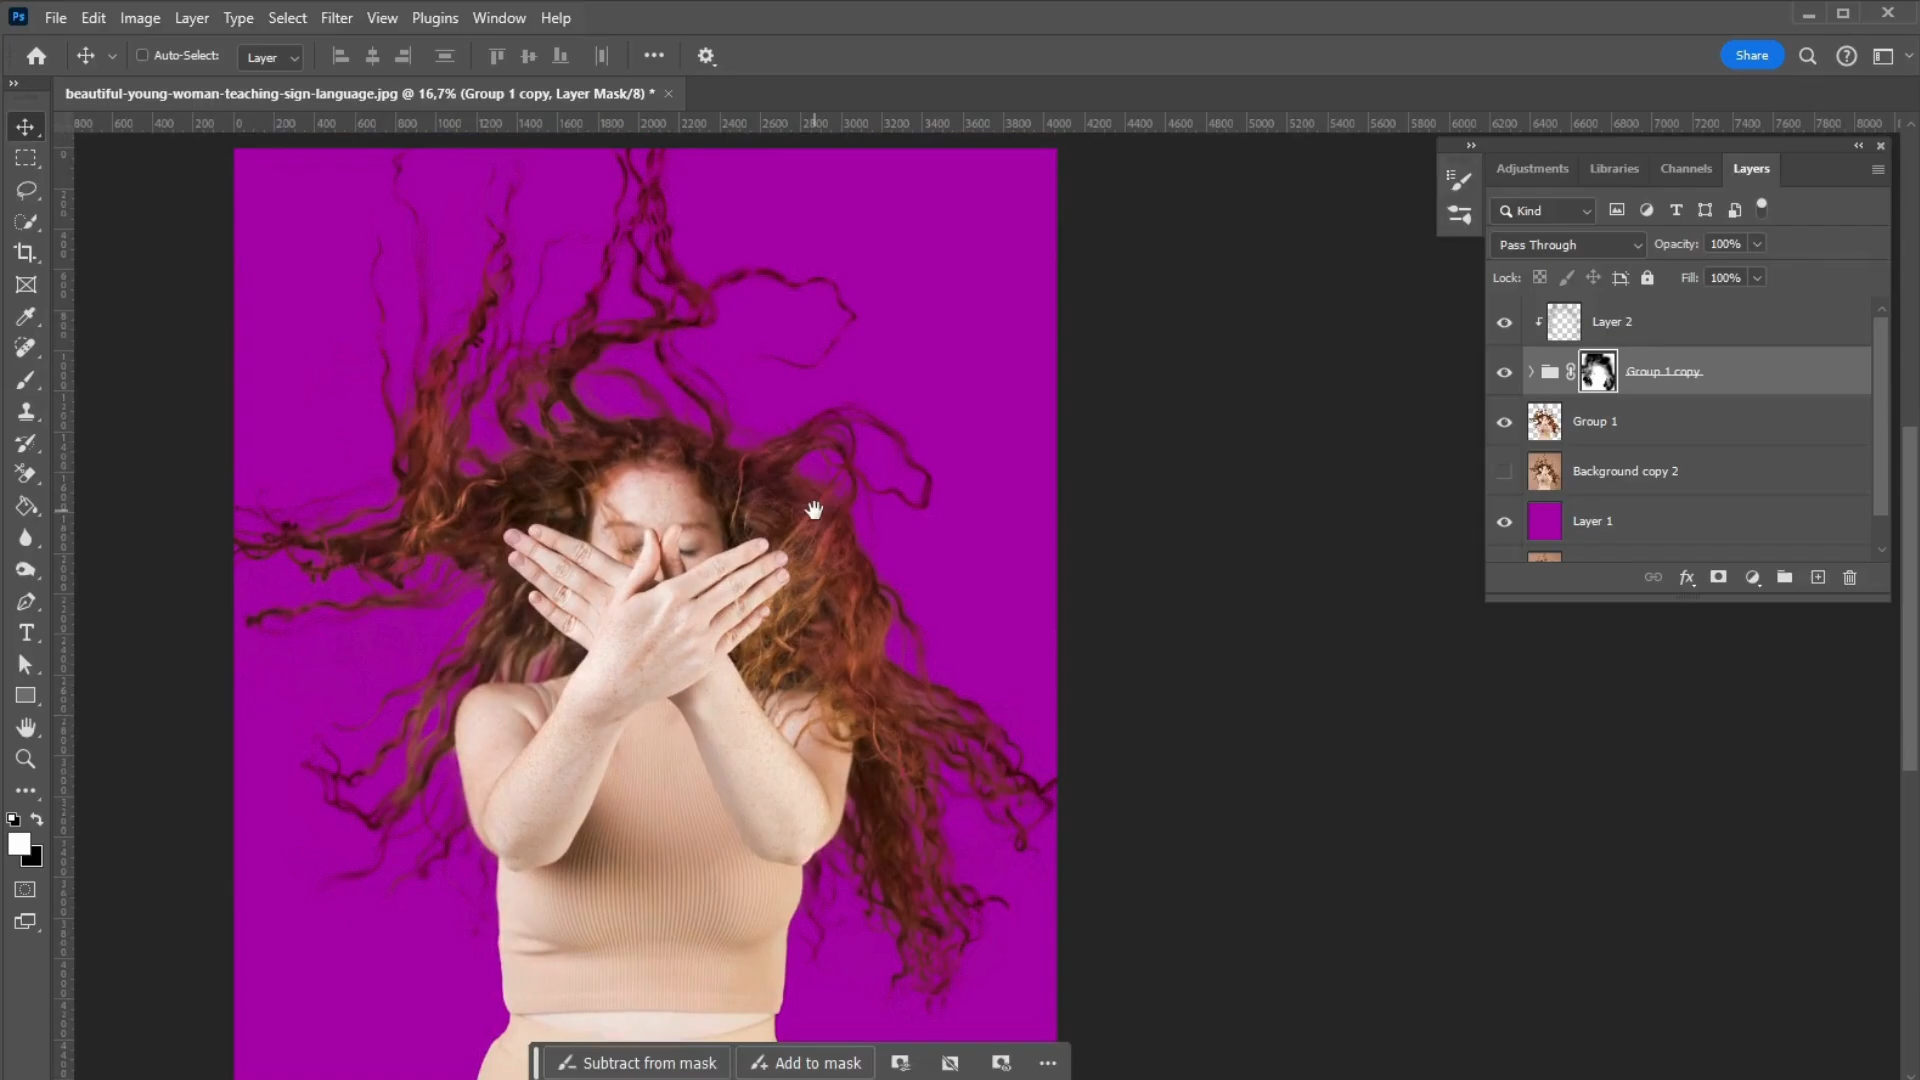 Ps File Edit Image Layer Type Select Filter View Plugins Window Help
Auto-Select: Layer Share
beautiful-young-woman-teaching-sign-language.jpg @ 16,7% (Group 1 copy, Layer Mask/8) *
800 600 400 200 0 200 400 600 800 1000 1200 1400 1600 1800 2000 2200 2400 2600 2800 3000 3200 3400 3600 3800 4000 4200 4400 4600 4800 5000 5200 5400 5600 5800 6000 6200 6400 6600 6800 7000 7200 7400 7600 7800 8000
Adjustments Libraries Channels Layers
Kind
Pass Through Opacity: 100%
Lock: Fill: 100%
Layer 2
Group 1 copy
Group 1
Background copy 2
Layer 1
fx
Subtract from mask Add to mask